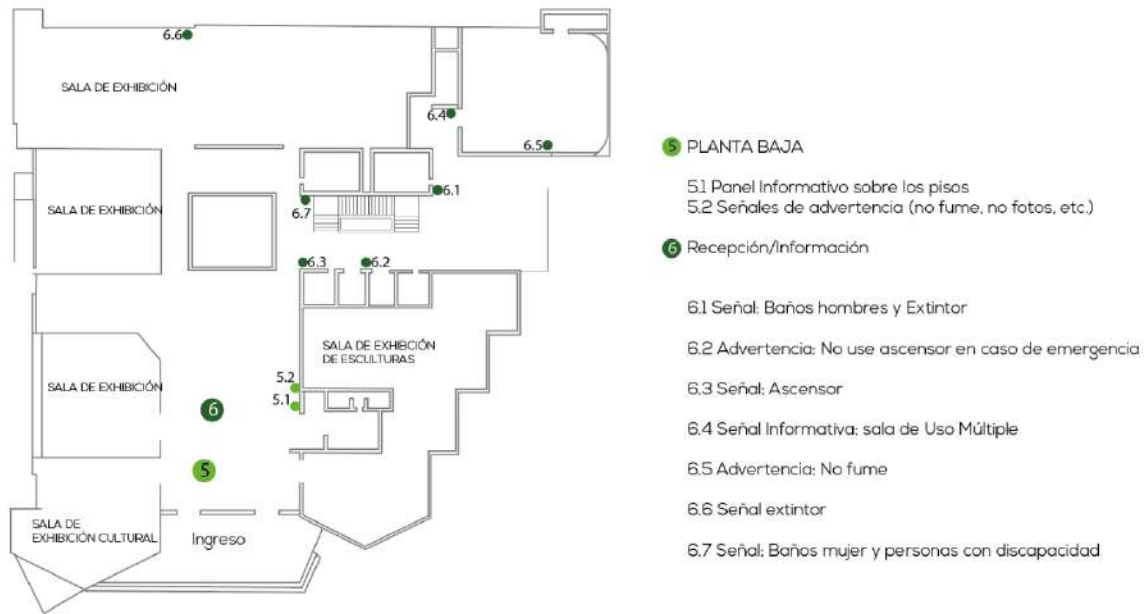 6.6
SALA DE EXHIBICIÓN
6.4
6.5
SALA DE EXHIBICIÓN
6.1
6.7
6.3
6.2
SALA DE EXHIBICIÓN
DE ESCULTURAS
SALA DE EXHIBICIÓN
5.2
5.1
6
5
SALA DE
EXHIBICIÓN CULTURAL
Ingreso
5 PLANTA BAJA
5.1 Panel Informativo sobre los pisos
5.2 Señales de advertencia (no fume, no fotos, etc.)
6 Recepción/Información
6.1 Señal: Baños hombres y Extintor
6.2 Advertencia: No use ascensor en caso de emergencia
6.3 Señal: Ascensor
6.4 Señal Informativa: sala de Uso Múltiple
6.5 Advertencia: No fume
6.6 Señal extintor
6.7 Señal: Baños mujer y personas con discapacidad